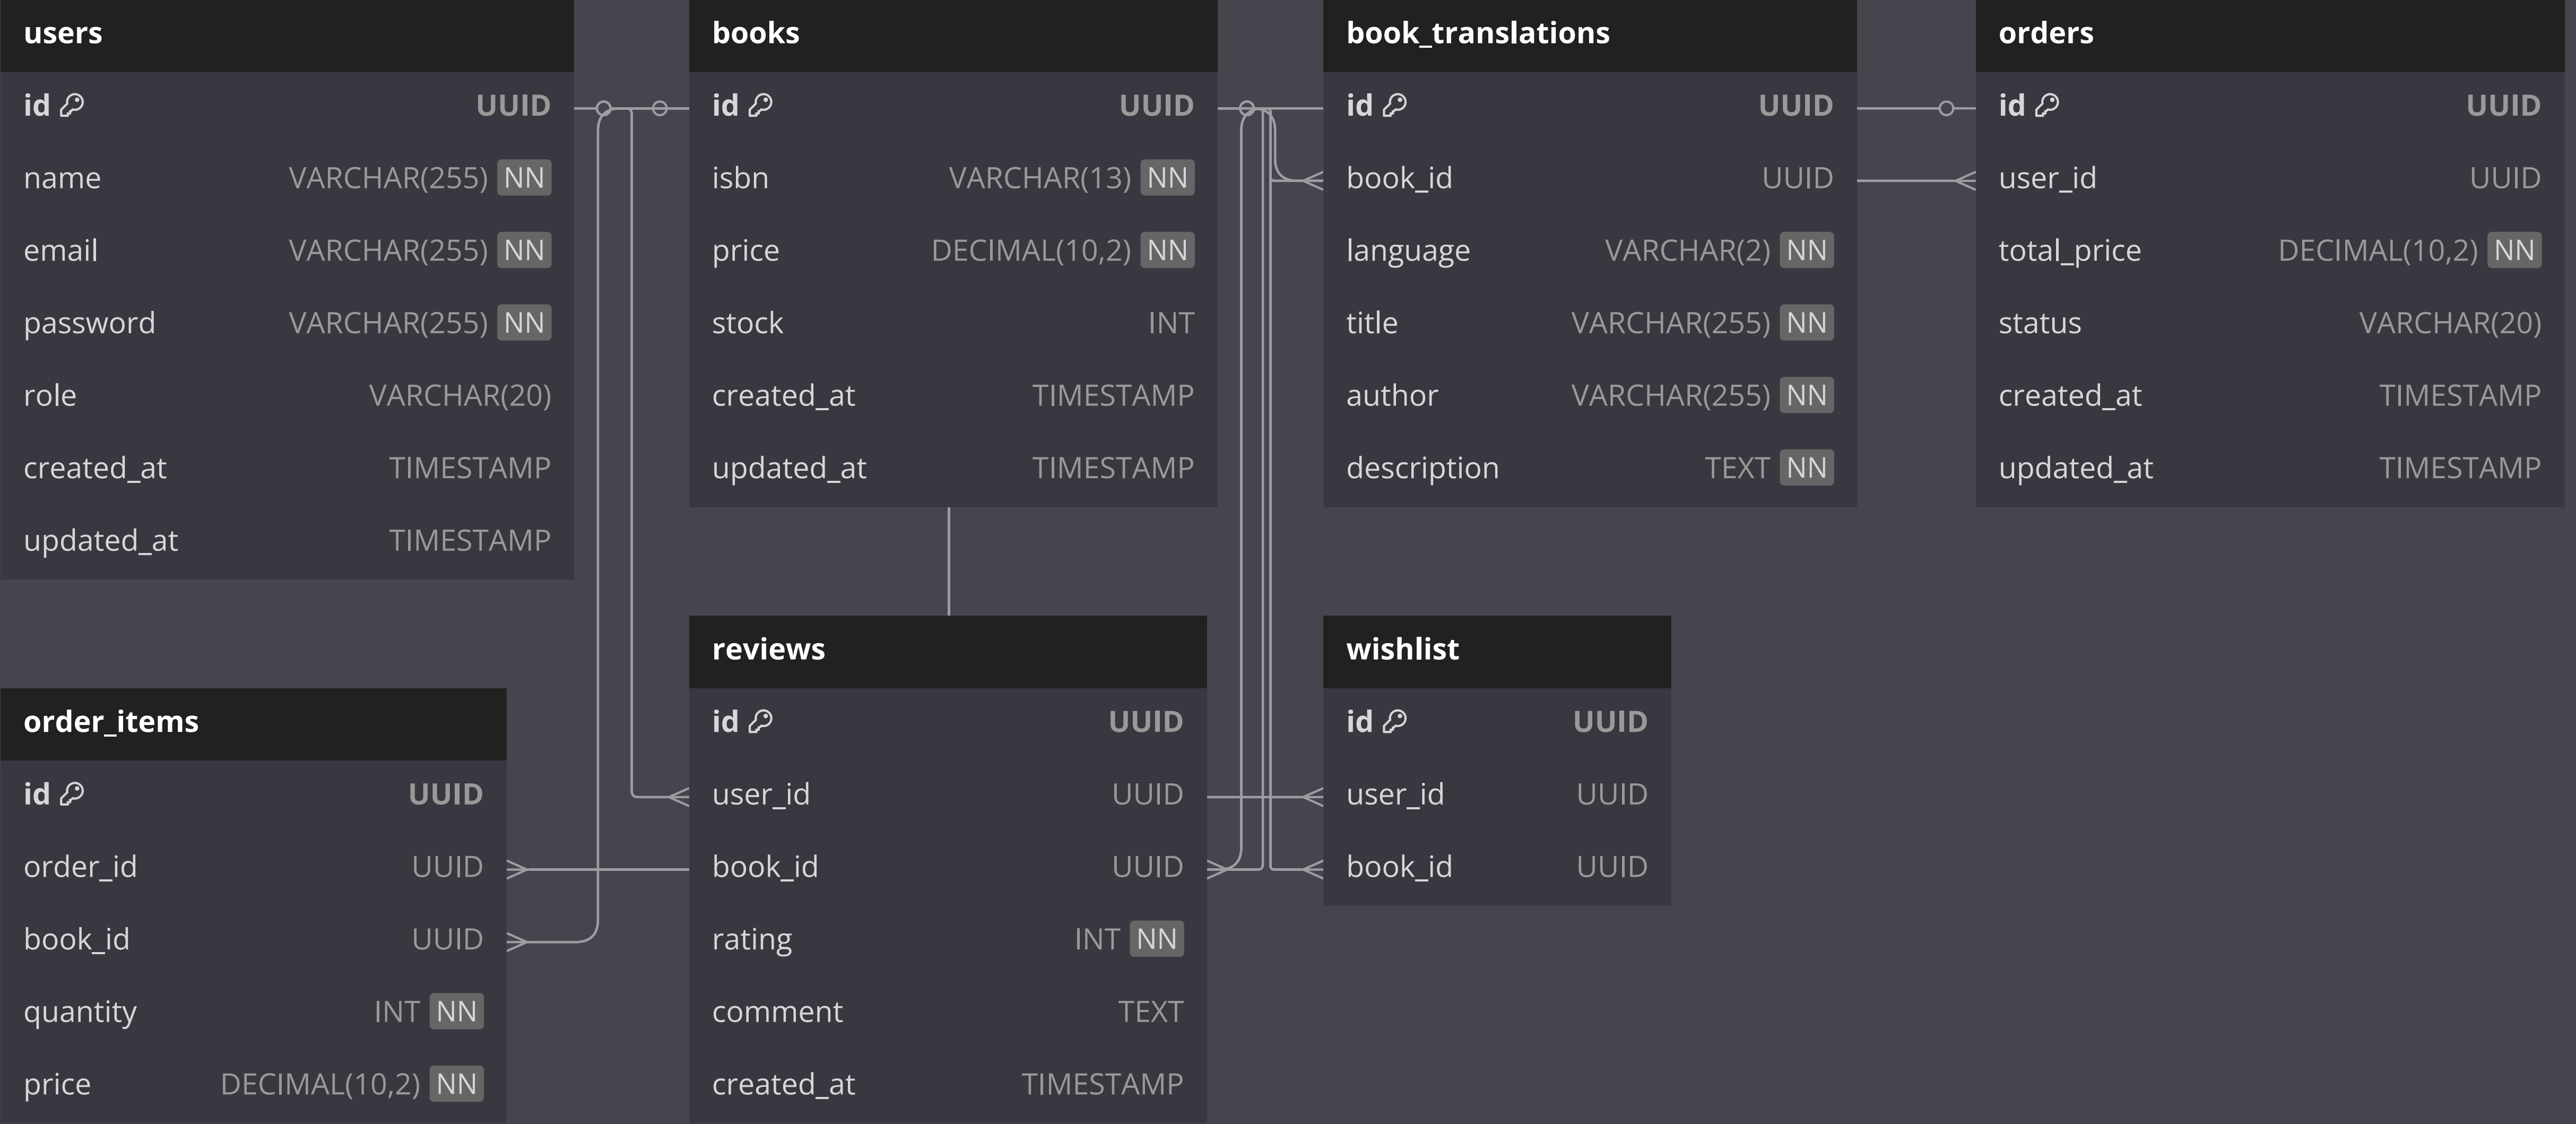 users
id UUID
name VARCHAR(255) NN
email VARCHAR(255) NN
password VARCHAR(255) NN
role VARCHAR(20)
created_at TIMESTAMP
updated_at TIMESTAMP
books
id UUID
isbn VARCHAR(13) NN
price DECIMAL(10,2) NN
stock INT
created_at TIMESTAMP
updated_at TIMESTAMP
book_translations
id UUID
book_id UUID
language VARCHAR(2) NN
title VARCHAR(255) NN
author VARCHAR(255) NN
description TEXT NN
orders
id UUID
user_id UUID
total_price DECIMAL(10,2) NN
status VARCHAR(20)
created_at TIMESTAMP
updated_at TIMESTAMP
order_items
id UUID
order_id UUID
book_id UUID
quantity INT NN
price DECIMAL(10,2) NN
reviews
id UUID
user_id UUID
book_id UUID
rating INT NN
comment TEXT
created_at TIMESTAMP
wishlist
id UUID
user_id UUID
book_id UUID